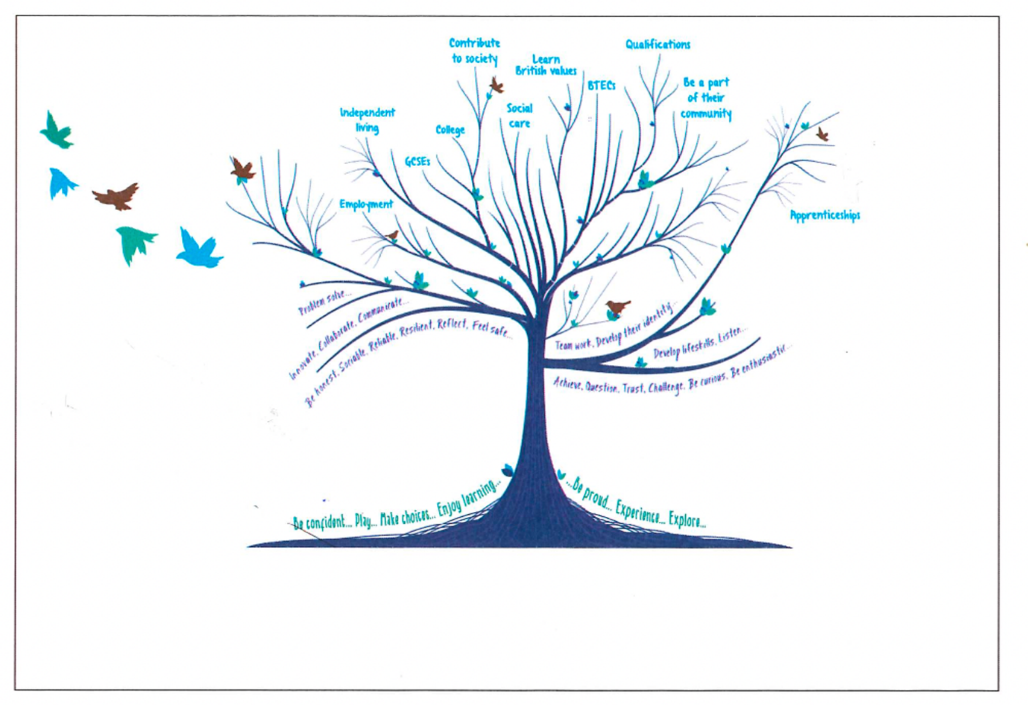 Contribute
to society
Learn
British values
Qualifications
BTECs
Be a part
of their
community
Independent
living
College
Social
care
GCSEs
Employment
Apprenticeships
Problem solve...
Innovate, Collaborate, Communicate...
Be honest, Sociable, Reliable, Resilient, Reflect, Feel safe...
Team work, Develop their identity...
Develop lifeskills, Listen...
Achieve, Question, Trust, Challenge, Be curious, Be enthusiastic...
Be confident... Play... Make choices... Enjoy learning...
...Be proud... Experience... Explore...